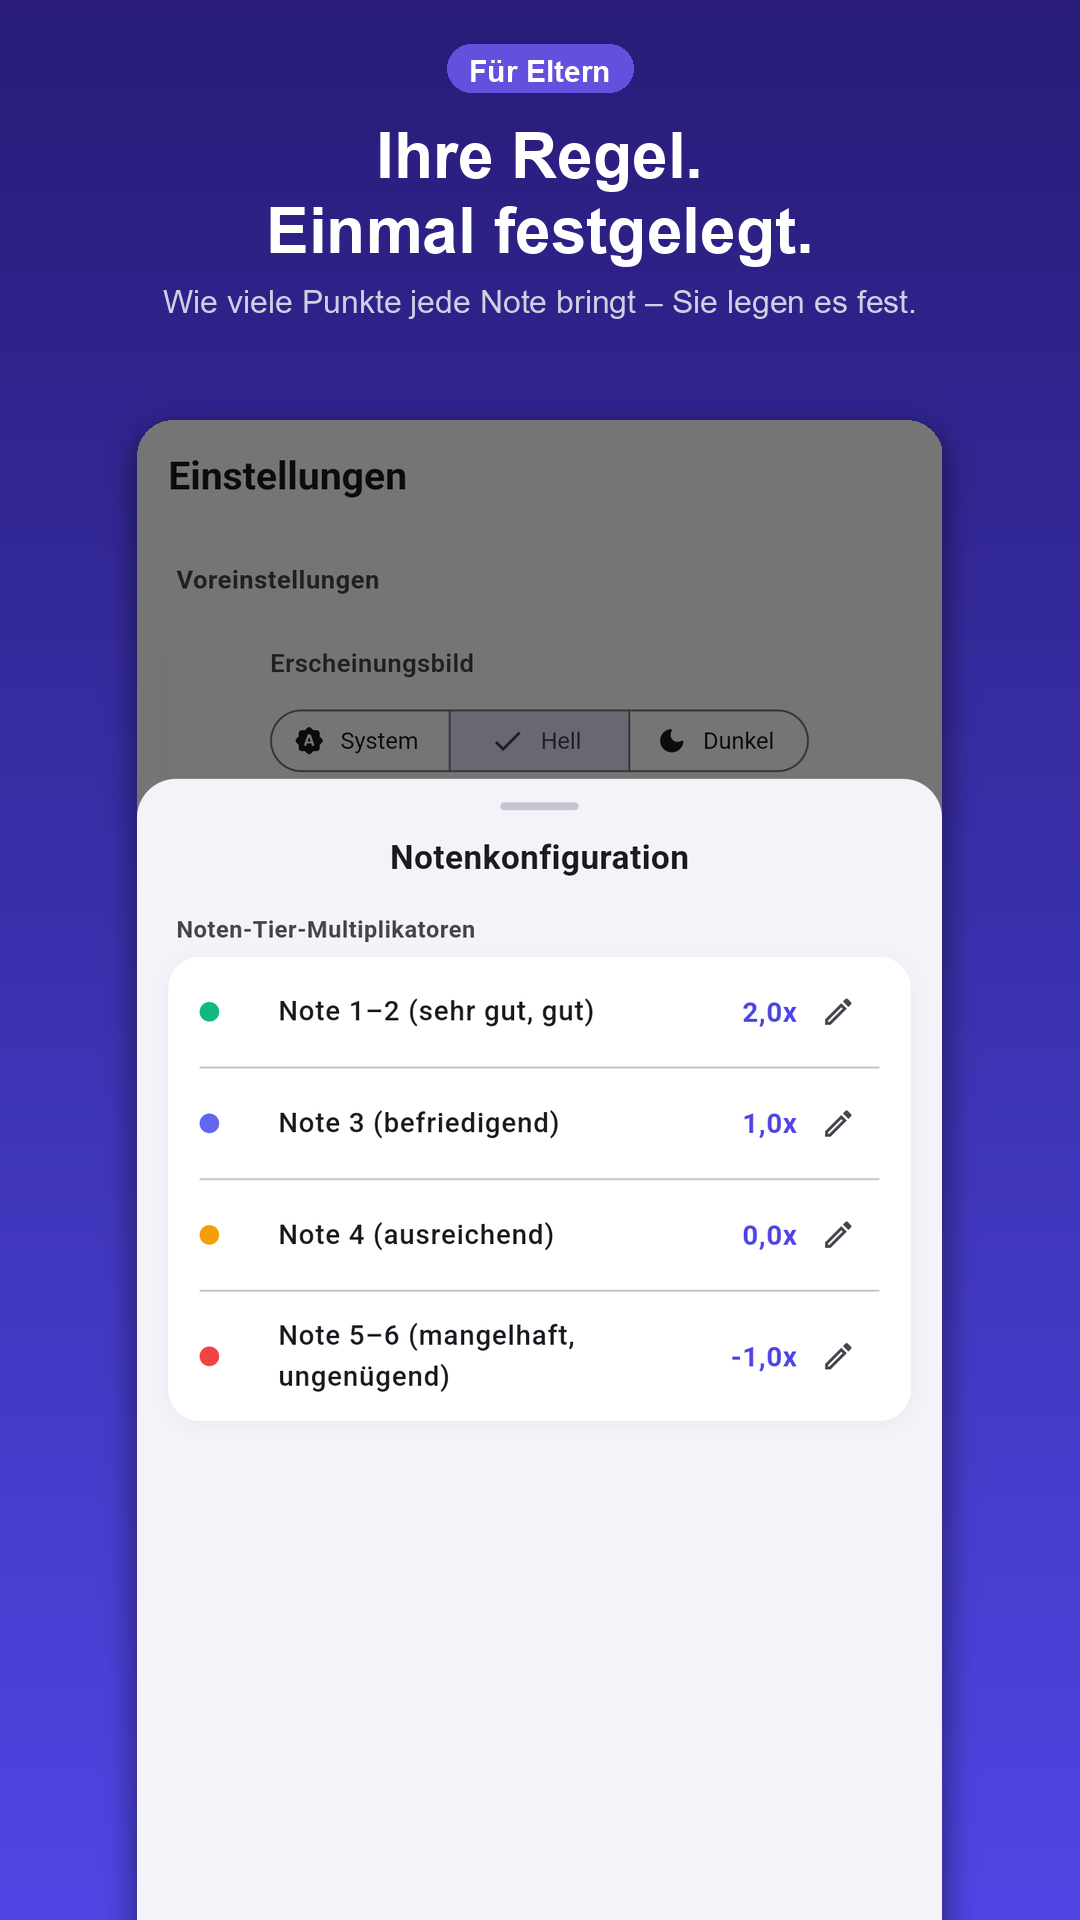 Für Eltern
Ihre Regel.
Einmal festgelegt.
Wie viele Punkte jede Note bringt – Sie legen es fest.
Einstellungen
Voreinstellungen
Erscheinungsbild
System Hell Dunkel
Notenkonfiguration
Noten-Tier-Multiplikatoren
Note 1–2 (sehr gut, gut) 2,0x
Note 3 (befriedigend) 1,0x
Note 4 (ausreichend) 0,0x
Note 5–6 (mangelhaft,
ungenügend) -1,0x